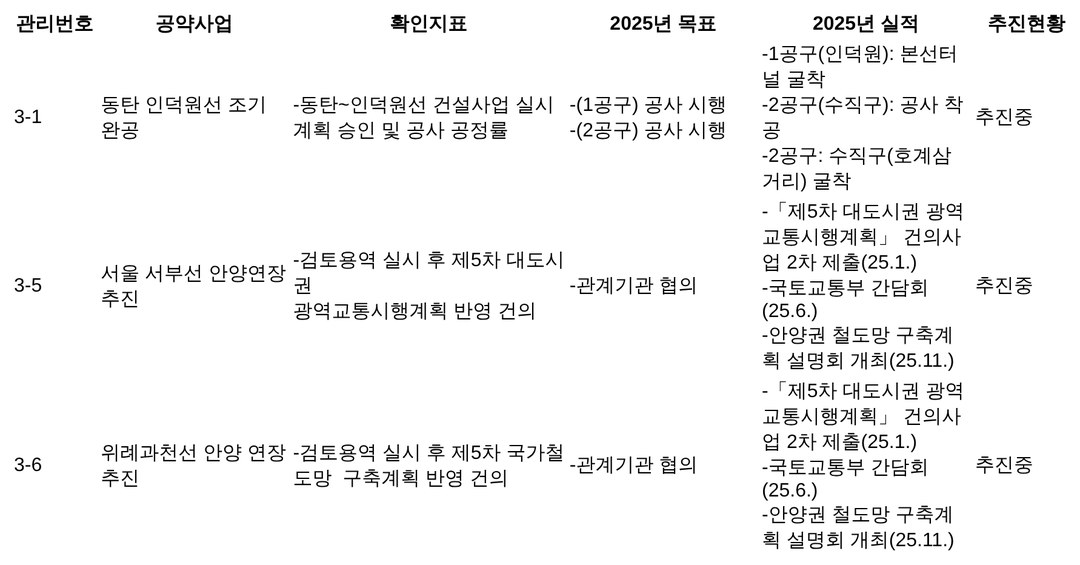 관리번호 공약사업 확인지표 2025년 목표 2025년 실적 추진현황
3-1
동탄 인덕원선 조기
완공
-동탄~인덕원선 건설사업 실시
계획 승인 및 공사 공정률
-(1공구) 공사 시행
-(2공구) 공사 시행
-1공구(인덕원): 본선터
널 굴착
-2공구(수직구): 공사 착
공
-2공구: 수직구(호계삼
거리) 굴착
추진중
3-5
서울 서부선 안양연장
추진
-검토용역 실시 후 제5차 대도시
권
광역교통시행계획 반영 건의
-관계기관 협의
-「제5차 대도시권 광역
교통시행계획」 건의사
업 2차 제출(25.1.)
-국토교통부 간담회
(25.6.)
-안양권 철도망 구축계
획 설명회 개최(25.11.)
추진중
3-6
위례과천선 안양 연장
추진
-검토용역 실시 후 제5차 국가철
도망  구축계획 반영 건의
-관계기관 협의
-「제5차 대도시권 광역
교통시행계획」 건의사
업 2차 제출(25.1.)
-국토교통부 간담회
(25.6.)
-안양권 철도망 구축계
획 설명회 개최(25.11.)
추진중